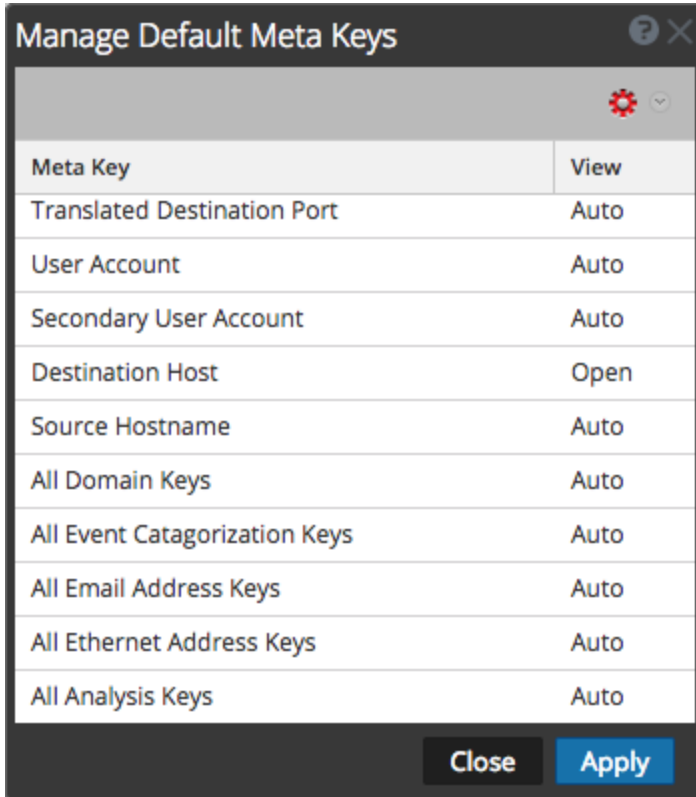 Manage Default Meta Keys ?
Meta Key View
Translated Destination Port Auto
User Account Auto
Secondary User Account Auto
Destination Host Open
Source Hostname Auto
All Domain Keys Auto
All Event Catagorization Keys Auto
All Email Address Keys Auto
All Ethernet Address Keys Auto
All Analysis Keys Auto
Close Apply